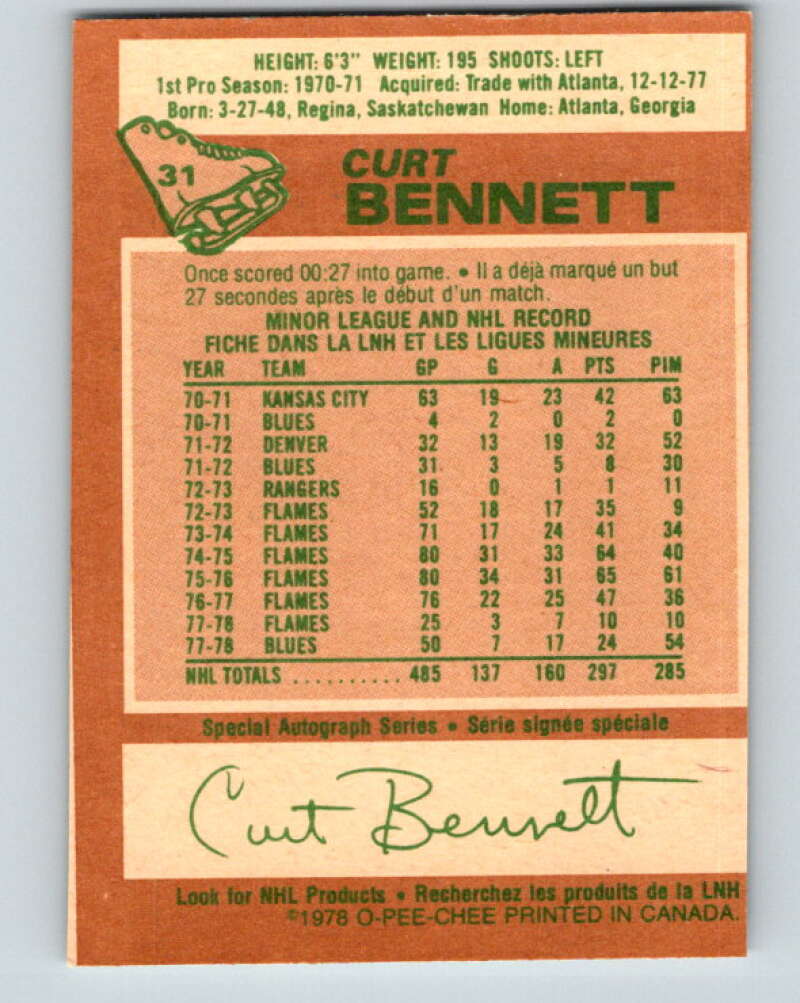 HEIGHT: 6'3" WEIGHT: 195 SHOOTS: LEFT
1st Pro Season: 1970-71 Acquired: Trade with Atlanta, 12-12-77
Born: 3-27-48, Regina, Saskatchewan Home: Atlanta, Georgia
31
CURT
BENNETT
Once scored 00:27 into game. • Il a déjà marqué un but
27 secondes après le début d'un match.
MINOR LEAGUE AND NHL RECORD
FICHE DANS LA LNH ET LES LIGUES MINEURES
YEAR TEAM GP G A PTS PIM
70-71 KANSAS CITY 63 19 23 42 63
70-71 BLUES 4 2 0 2 0
71-72 DENVER 32 13 19 32 52
71-72 BLUES 31 3 5 8 30
72-73 RANGERS 16 0 1 1 11
72-73 FLAMES 52 18 17 35 9
73-74 FLAMES 71 17 24 41 34
74-75 FLAMES 80 31 33 64 40
75-76 FLAMES 80 34 31 65 61
76-77 FLAMES 76 22 25 47 36
77-78 FLAMES 25 3 7 10 10
77-78 BLUES 50 7 17 24 54
NHL TOTALS .......... 485 137 160 297 285
Special Autograph Series • Série signée spéciale
Curt Bennett
Look for NHL Products • Recherchez les produits de la LNH
©1978 O-PEE-CHEE PRINTED IN CANADA.